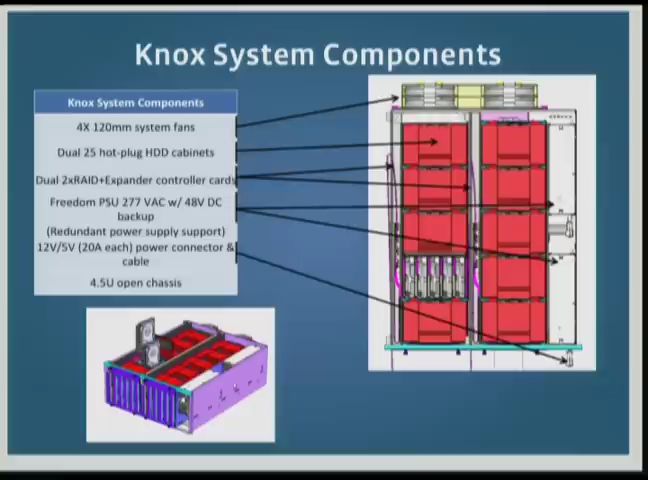 Knox System Components
Knox System Components
4X 120mm system fans
Dual 25 hot-plug HDD cabinets
Dual 2xRAID+Expander controller cards
Freedom PSU 277 VAC w/ 48V DC
backup
(Redundant power supply support)
12V/5V (20A each) power connector &
cable
4.5U open chassis